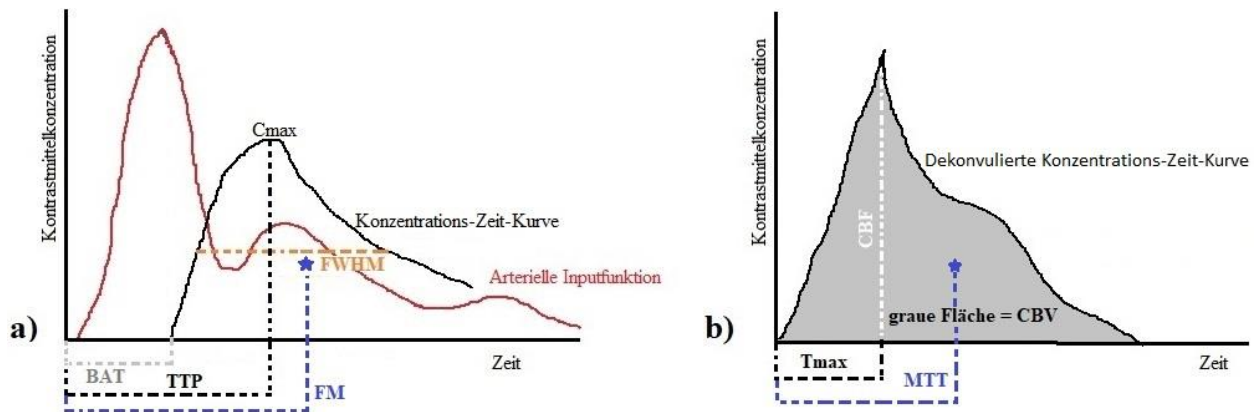 a)
Kontrastmittelkonzentration
Cmax
Konzentrations-Zeit-Kurve
FWHM
Arterielle Inputfunktion
Zeit
BAT
TTP
FM
b)
Kontrastmittelkonzentration
Dekonvulierte Konzentrations-Zeit-Kurve
CBF
graue Fläche = CBV
Zeit
Tmax
MTT